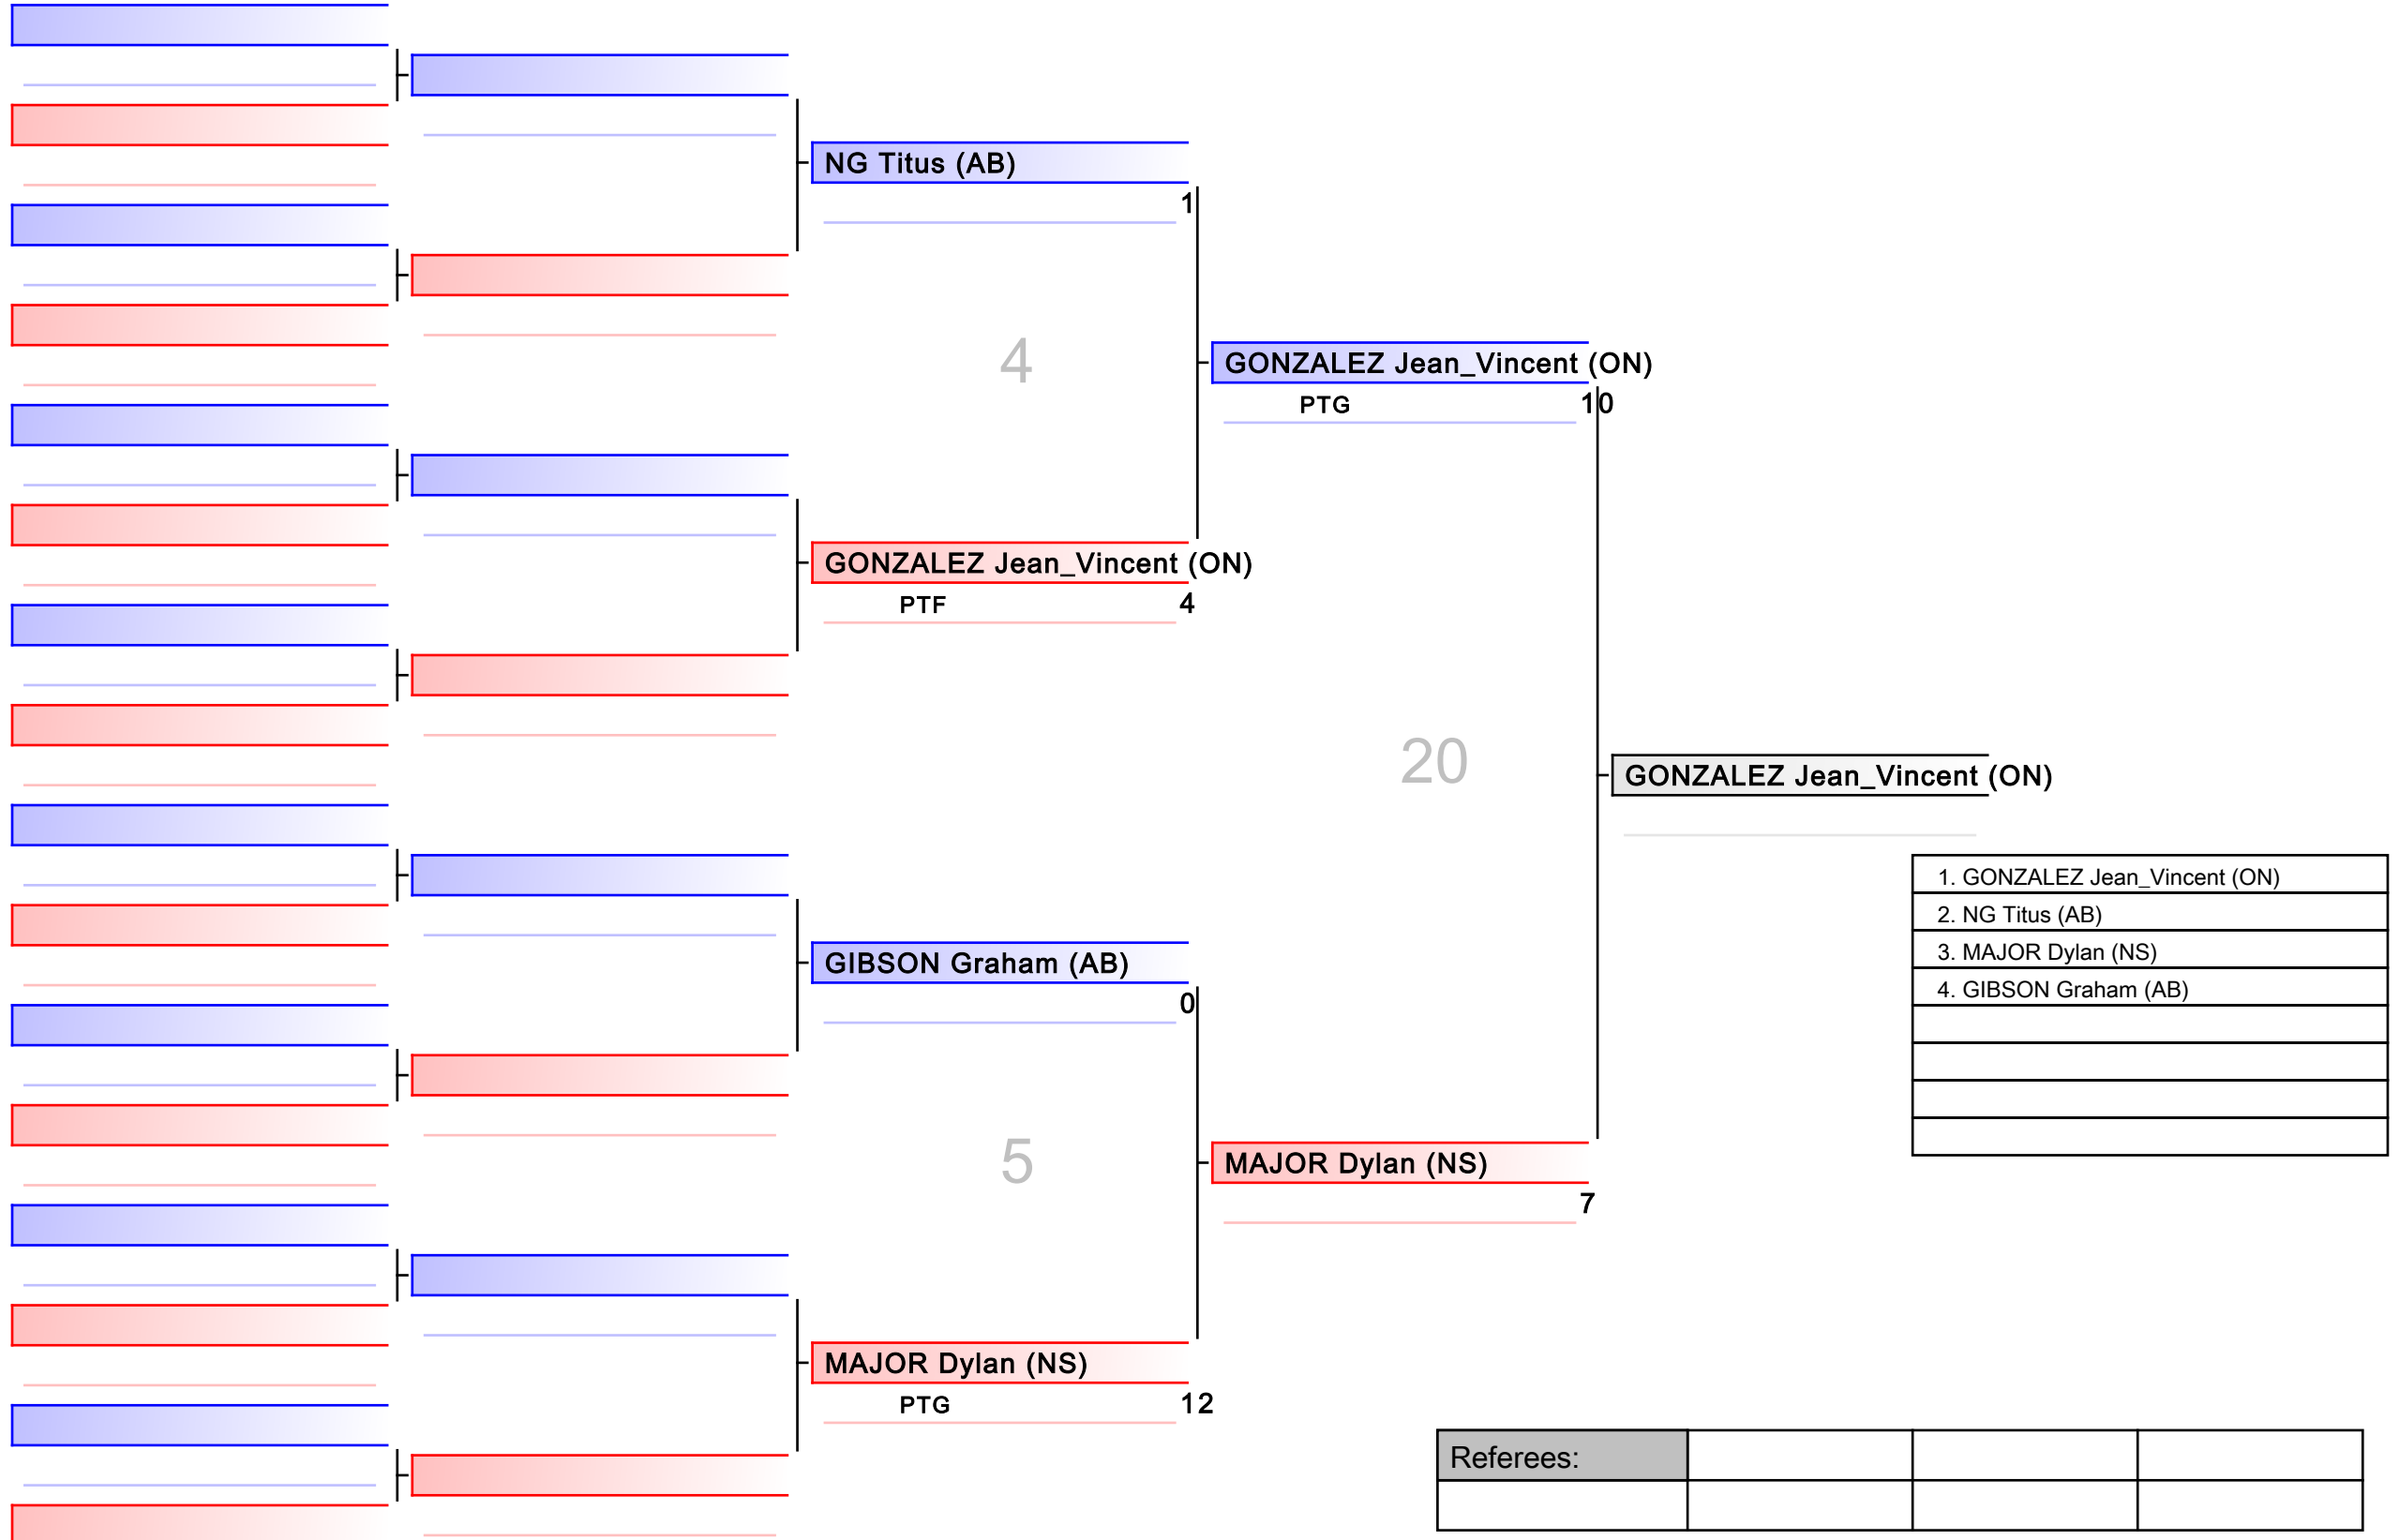 NG Titus (AB)
1
4
GONZALEZ Jean_Vincent (ON)
PTG 10
GONZALEZ Jean_Vincent (ON)
PTF 4
20
GONZALEZ Jean_Vincent (ON)
1. GONZALEZ Jean_Vincent (ON)
2. NG Titus (AB)
3. MAJOR Dylan (NS)
4. GIBSON Graham (AB)
GIBSON Graham (AB)
0
5
MAJOR Dylan (NS)
7
MAJOR Dylan (NS)
PTG 12
Referees: